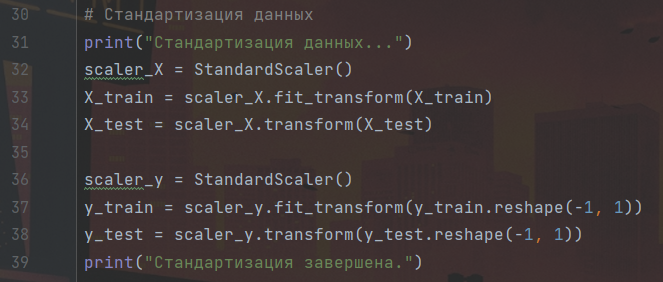 30 # Стандартизация данных
31 print("Стандартизация данных...")
32 scaler_X = StandardScaler()
33 X_train = scaler_X.fit_transform(X_train)
34 X_test = scaler_X.transform(X_test)
35
36 scaler_y = StandardScaler()
37 y_train = scaler_y.fit_transform(y_train.reshape(-1, 1))
38 y_test = scaler_y.transform(y_test.reshape(-1, 1))
39 print("Стандартизация завершена.")